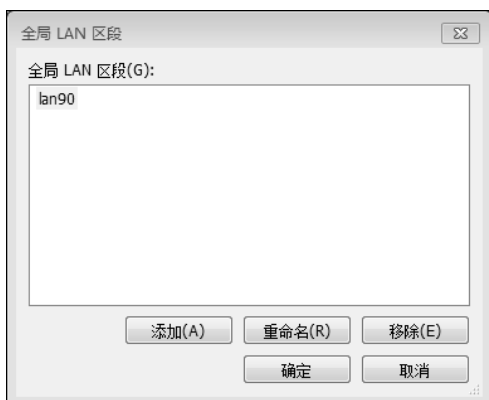 全局 LAN 区段
全局 LAN 区段(G):
lan90
添加(A) 重命名(R) 移除(E)
确定 取消